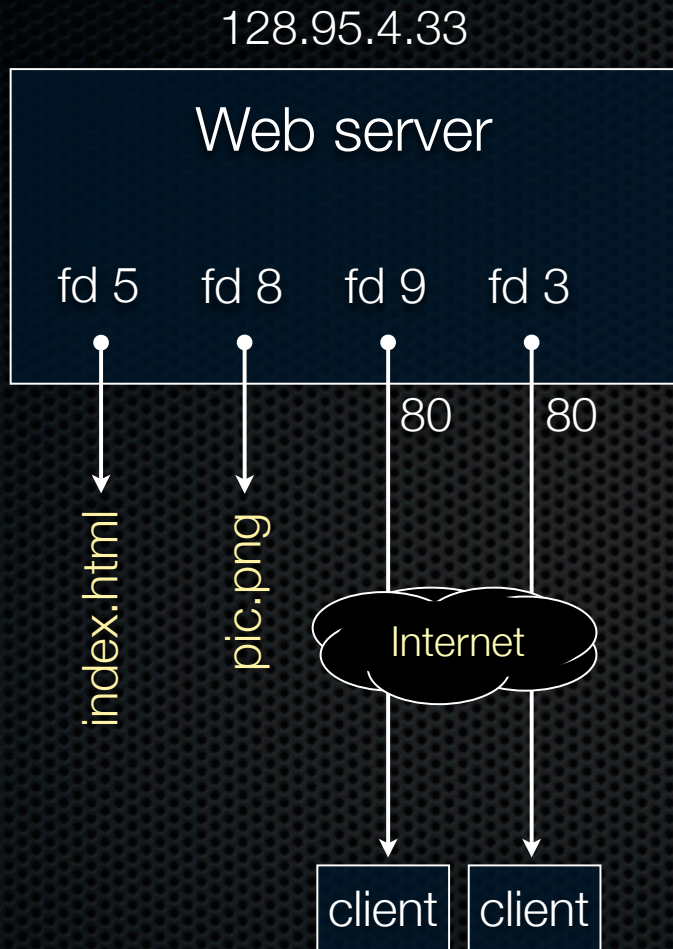 128.95.4.33
Web server
fd 5 fd 8 fd 9 fd 3
80 80
index.html
pic.png
Internet
client client